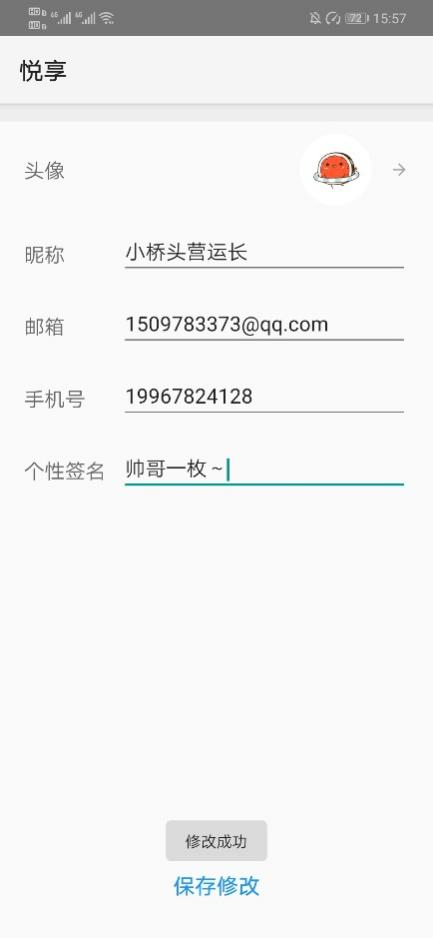 72 15:57
悦享
头像
昵称 小桥头营运长
邮箱 1509783373@qq.com
手机号 19967824128
个性签名 帅哥一枚 ~
修改成功
保存修改